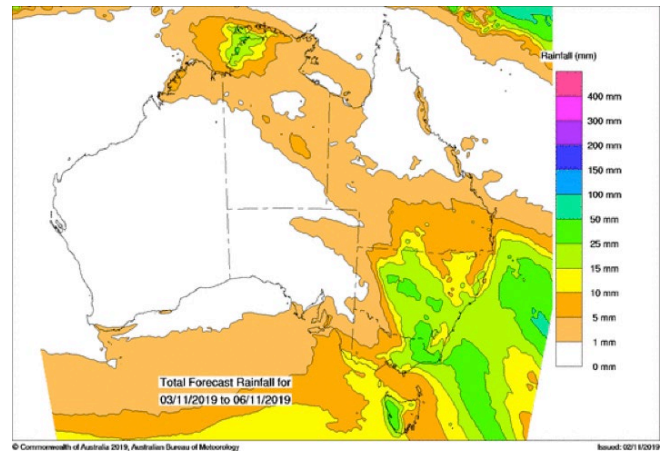 Rainfall (mm)
400 mm
300 mm
200 mm
150 mm
100 mm
50 mm
25 mm
15 mm
10 mm
5 mm
1 mm
0 mm
Total Forecast Rainfall for
03/11/2019 to 06/11/2019
© Commonwealth of Australia 2019, Australian Bureau of Meteorology
Issued: 02/11/2019